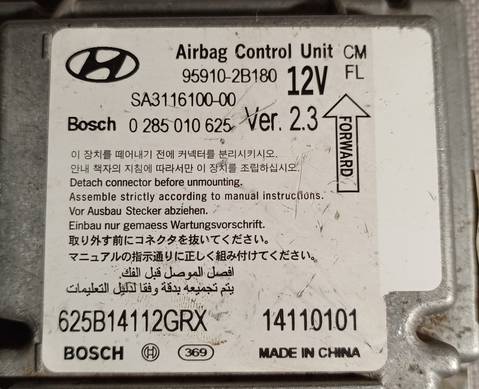 Airbag Control Unit CM
95910-2B180 12V FL
SA3116100-00
Bosch 0 285 010 625 Ver. 2.3
FORWARD
이 장치를 떼어내기 전에 커넥터를 분리시키시오.
안내 책자의 지침에 따라서만 이 장치를 조립하십시오.
Detach connector before unmounting.
Assemble strictly according to manual instructions.
Vor Ausbau Stecker abziehen.
Einbau nur gemaess Wartungsvorschrift.
取り外す前にコネクタを抜いてください。
マニュアルの指示通りに正しく組み付けてください。
افصل الموصل قبل الفك
يتم تجميعه بدقة وفقا لدليل التعليمات
625B14112GRX 14110101
BOSCH 369 MADE IN CHINA